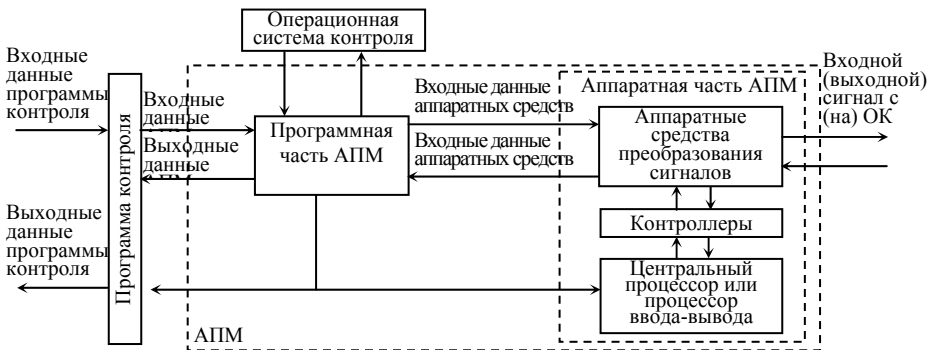 Операционная
система контроля
Входные
данные
программы
контроля
Программа контроля
Входные
данные
Выходные
данные
Программная
часть АПМ
Входные данные
аппаратных средств
Входные данные
аппаратных средств
Аппаратная часть АПМ
Аппаратные
средства
преобразования
сигналов
Входной
(выходной)
сигнал с
(на) ОК
Контроллеры
Центральный
процессор или
процессор
ввода-вывода
Выходные
данные
программы
контроля
АПМ